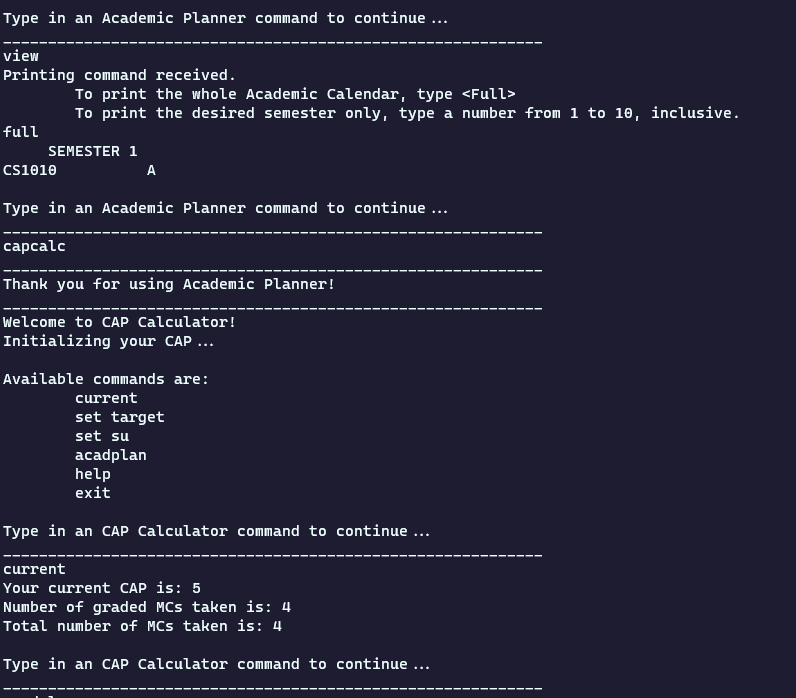 Type in an Academic Planner command to continue...
____________________________________________________________
view
Printing command received.
To print the whole Academic Calendar, type <Full>
To print the desired semester only, type a number from 1 to 10, inclusive.
full
SEMESTER 1
CS1010 A
Type in an Academic Planner command to continue...
____________________________________________________________
capcalc
____________________________________________________________
Thank you for using Academic Planner!
____________________________________________________________
Welcome to CAP Calculator!
Initializing your CAP...
Available commands are:
current
set target
set su
acadplan
help
exit
Type in an CAP Calculator command to continue...
____________________________________________________________
current
Your current CAP is: 5
Number of graded MCs taken is: 4
Total number of MCs taken is: 4
Type in an CAP Calculator command to continue...
____________________________________________________________